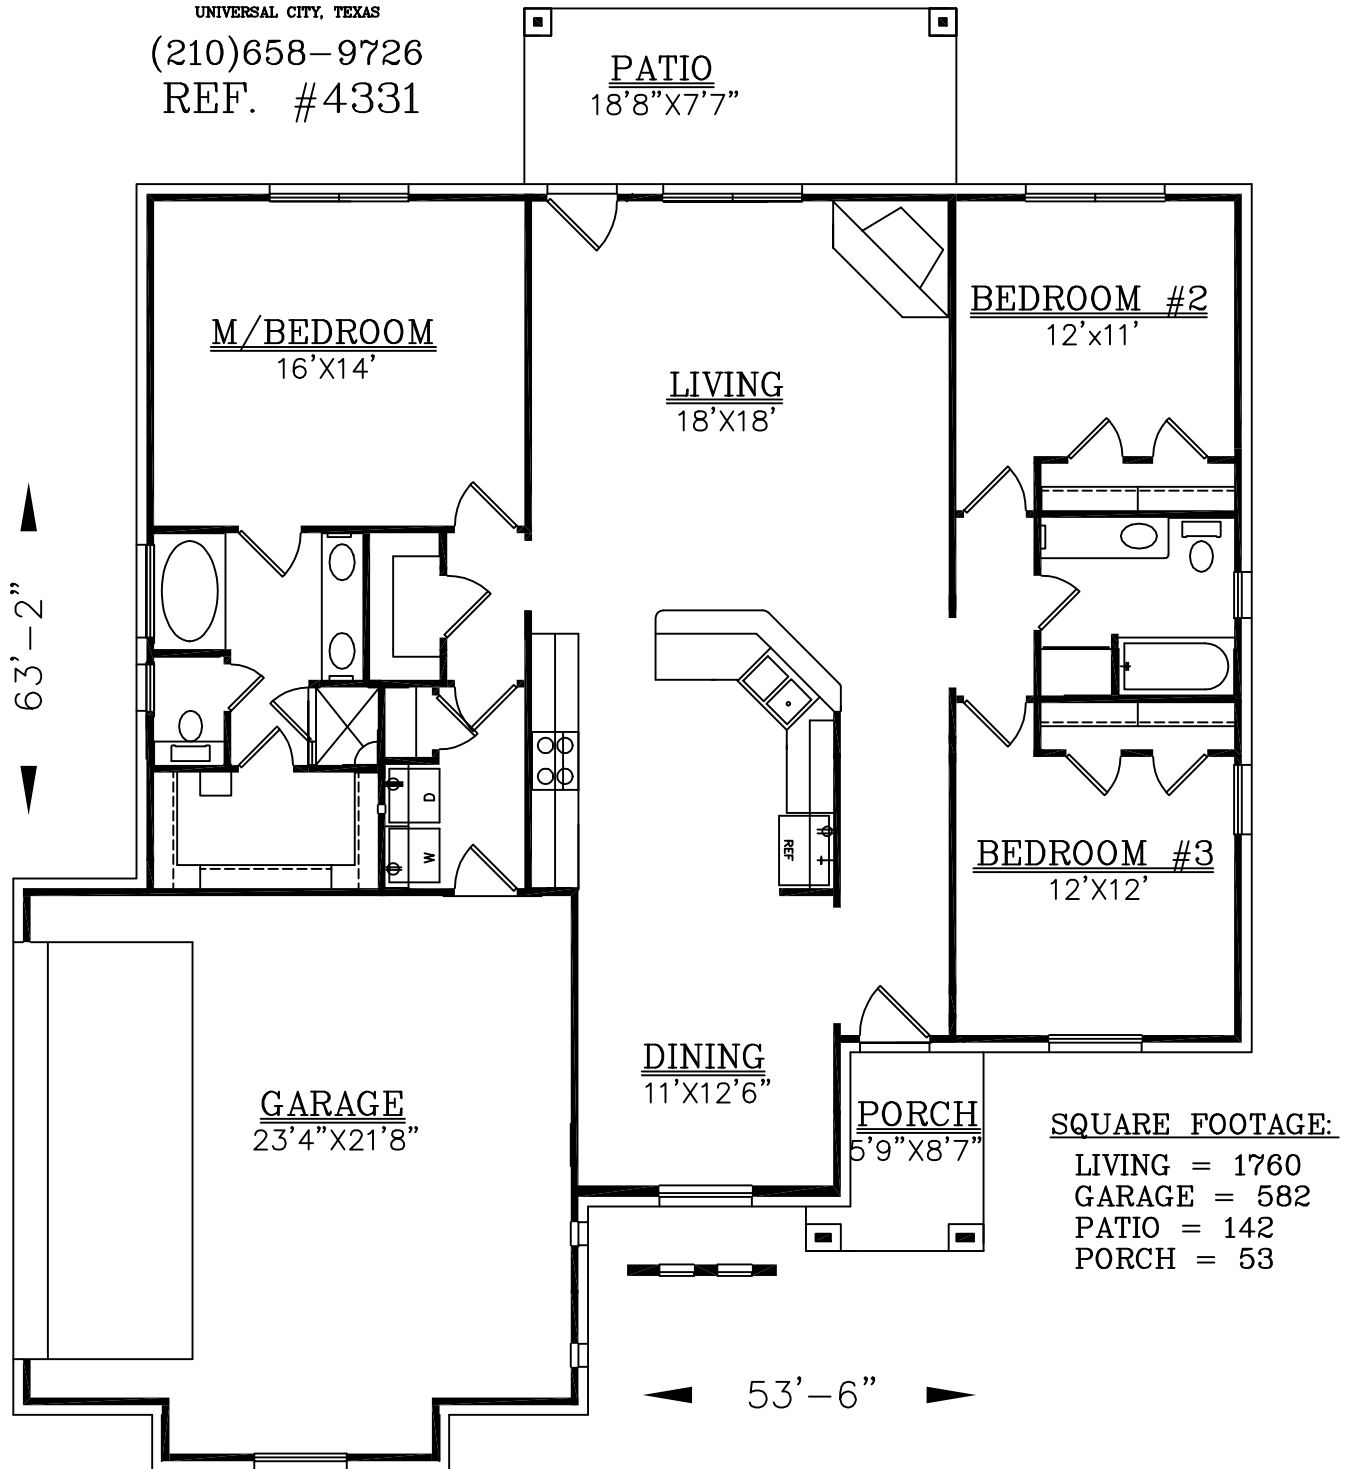 UNIVERSAL CITY, TEXAS
(210)658-9726
REF. #4331
PATIO
18'8"X7'7"
M/BEDROOM
16'X14'
LIVING
18'X18'
BEDROOM #2
12'x11'
63'-2"
D
W
REF
BEDROOM #3
12'X12'
DINING
11'X12'6"
GARAGE
23'4"X21'8"
PORCH
5'9"X8'7"
SQUARE FOOTAGE:
LIVING = 1760
GARAGE = 582
PATIO = 142
PORCH = 53
53'-6"